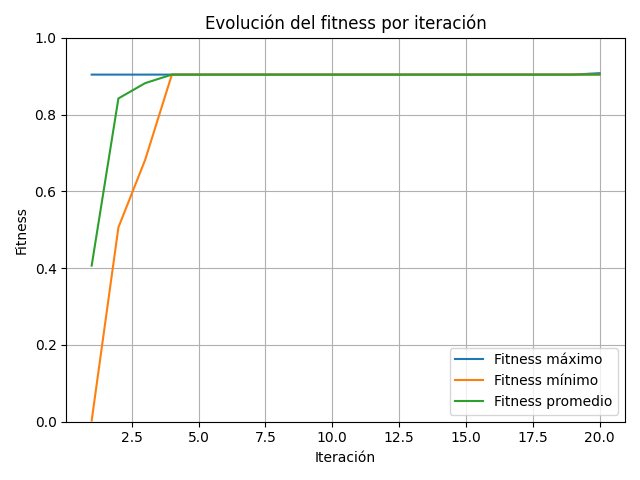 Evolución del fitness por iteración
Fitness
1.0
0.8
0.6
0.4
0.2
0.0
2.5 5.0 7.5 10.0 12.5 15.0 17.5 20.0
Iteración
Fitness máximo
Fitness mínimo
Fitness promedio